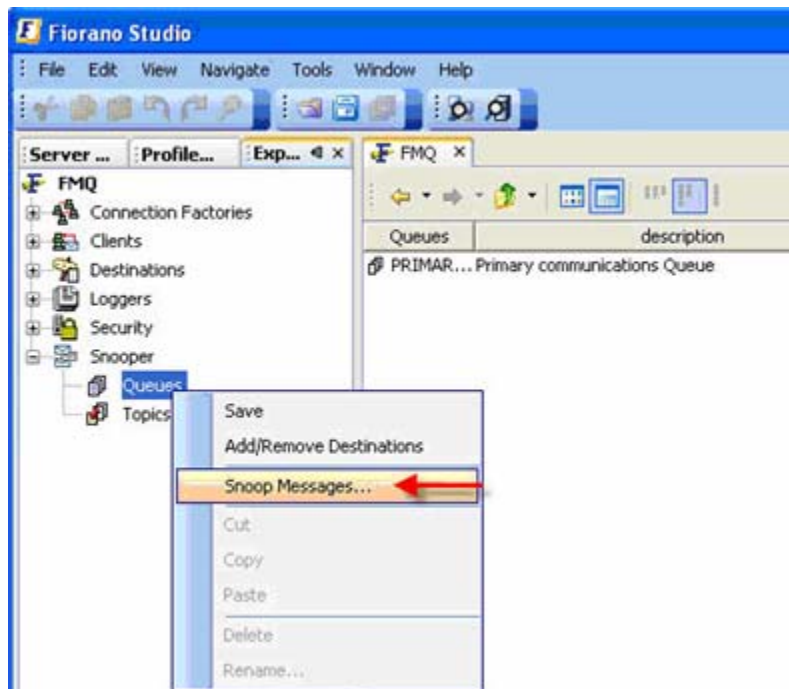 Fiorano Studio
File Edit View Navigate Tools Window Help
Server ... Profile... Exp...
FMQ
FMQ
Connection Factories
Clients
Destinations
Loggers
Security
Snooper
Queues
Topics
Queues description
PRIMAR... Primary communications Queue
Save
Add/Remove Destinations
Snoop Messages...
Cut
Copy
Paste
Delete
Rename...